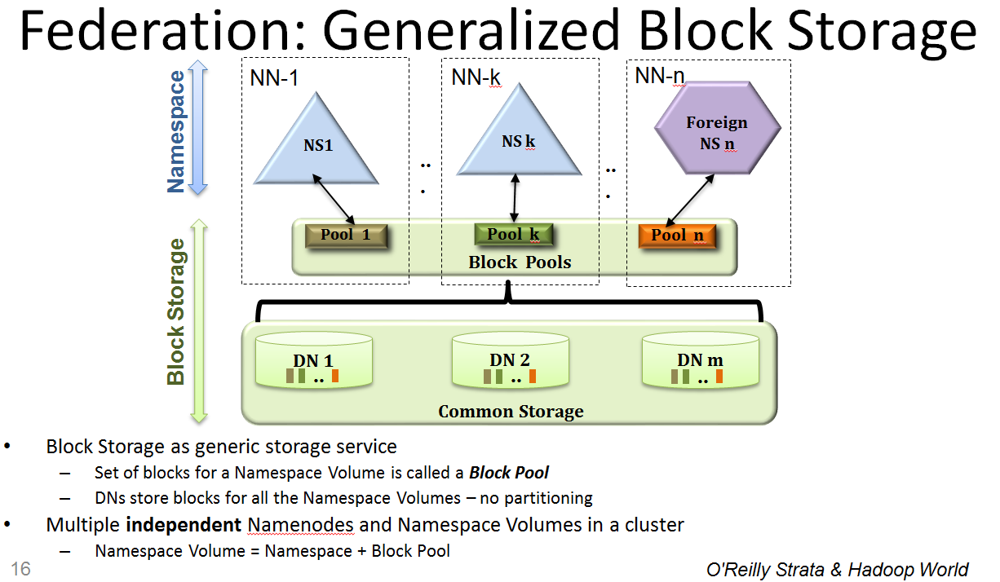 Federation: Generalized Block Storage
Namespace
NN-1
NN-k
NN-n
NS1
NS k
Foreign
NS n
..
.
..
.
Block Storage
Pool 1
Pool k
Pool n
Block Pools
DN 1
..
DN 2
..
DN m
..
Common Storage
• Block Storage as generic storage service
– Set of blocks for a Namespace Volume is called a Block Pool
– DNs store blocks for all the Namespace Volumes – no partitioning
• Multiple independent Namenodes and Namespace Volumes in a cluster
– Namespace Volume = Namespace + Block Pool
16
O'Reilly Strata & Hadoop World